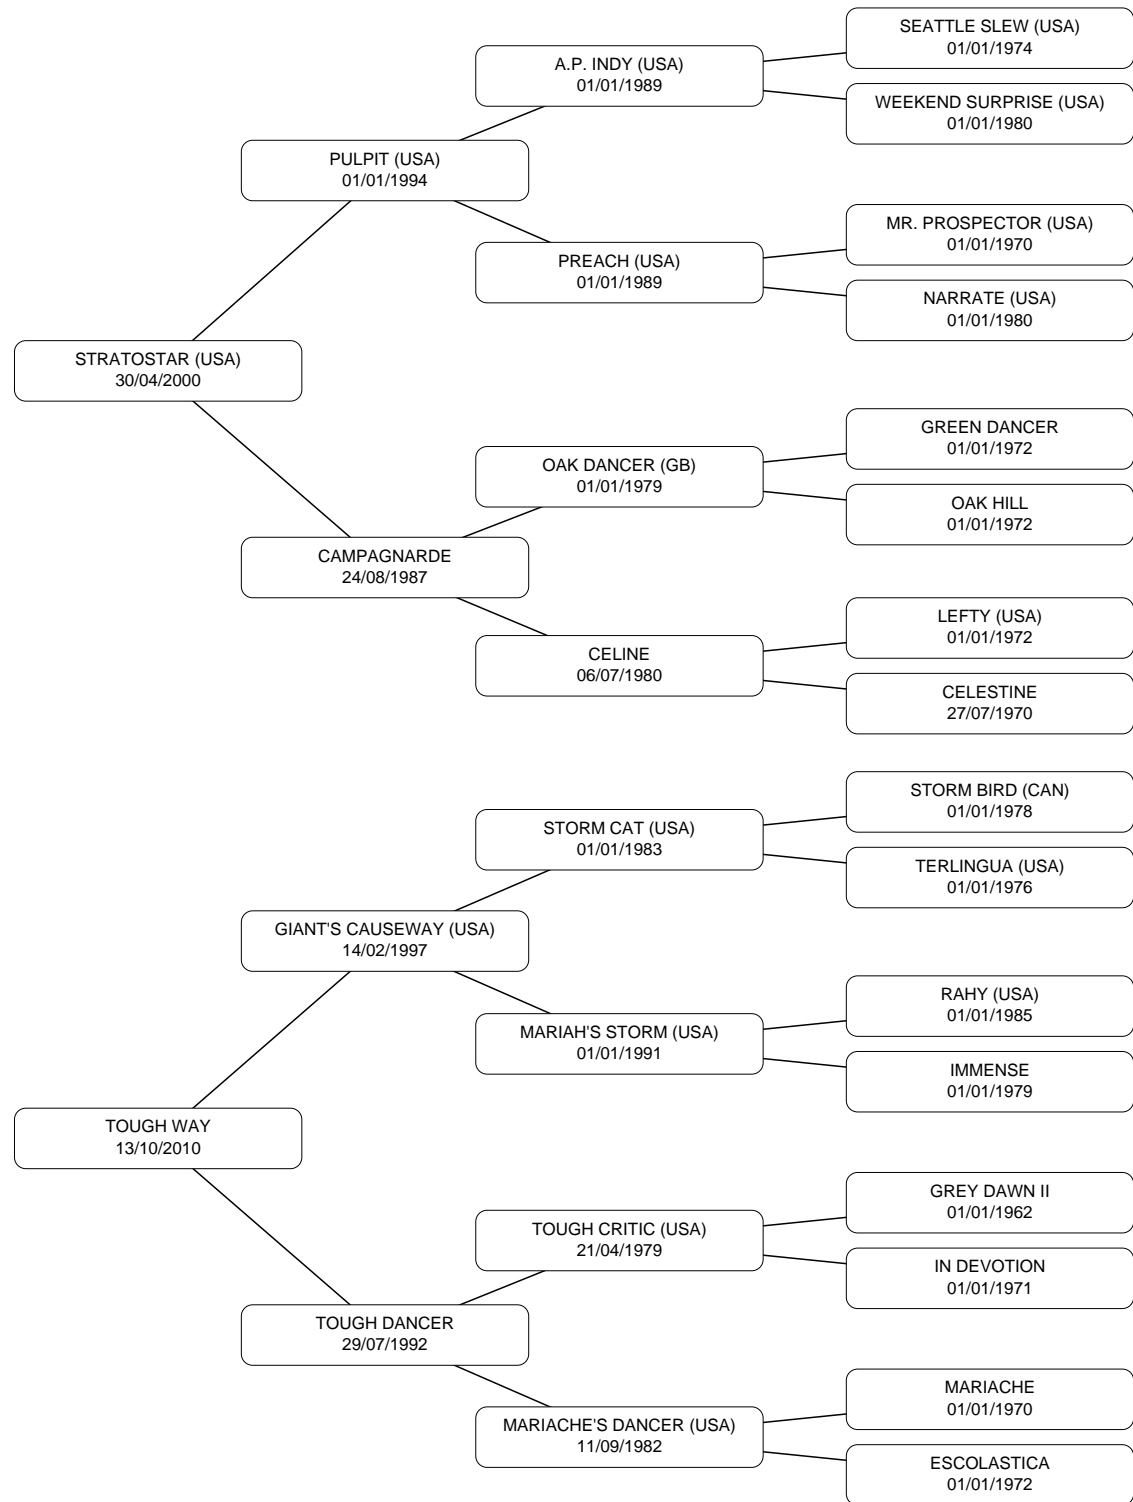 SEATTLE SLEW (USA)
01/01/1974
A.P. INDY (USA)
01/01/1989
WEEKEND SURPRISE (USA)
01/01/1980
PULPIT (USA)
01/01/1994
MR. PROSPECTOR (USA)
01/01/1970
PREACH (USA)
01/01/1989
NARRATE (USA)
01/01/1980
STRATOSTAR (USA)
30/04/2000
GREEN DANCER
01/01/1972
OAK DANCER (GB)
01/01/1979
OAK HILL
01/01/1972
CAMPAGNARDE
24/08/1987
LEFTY (USA)
01/01/1972
CELINE
06/07/1980
CELESTINE
27/07/1970
STORM BIRD (CAN)
01/01/1978
STORM CAT (USA)
01/01/1983
TERLINGUA (USA)
01/01/1976
GIANT'S CAUSEWAY (USA)
14/02/1997
RAHY (USA)
01/01/1985
MARIAH'S STORM (USA)
01/01/1991
IMMENSE
01/01/1979
TOUGH WAY
13/10/2010
GREY DAWN II
01/01/1962
TOUGH CRITIC (USA)
21/04/1979
IN DEVOTION
01/01/1971
TOUGH DANCER
29/07/1992
MARIACHE
01/01/1970
MARIACHE'S DANCER (USA)
11/09/1982
ESCOLASTICA
01/01/1972